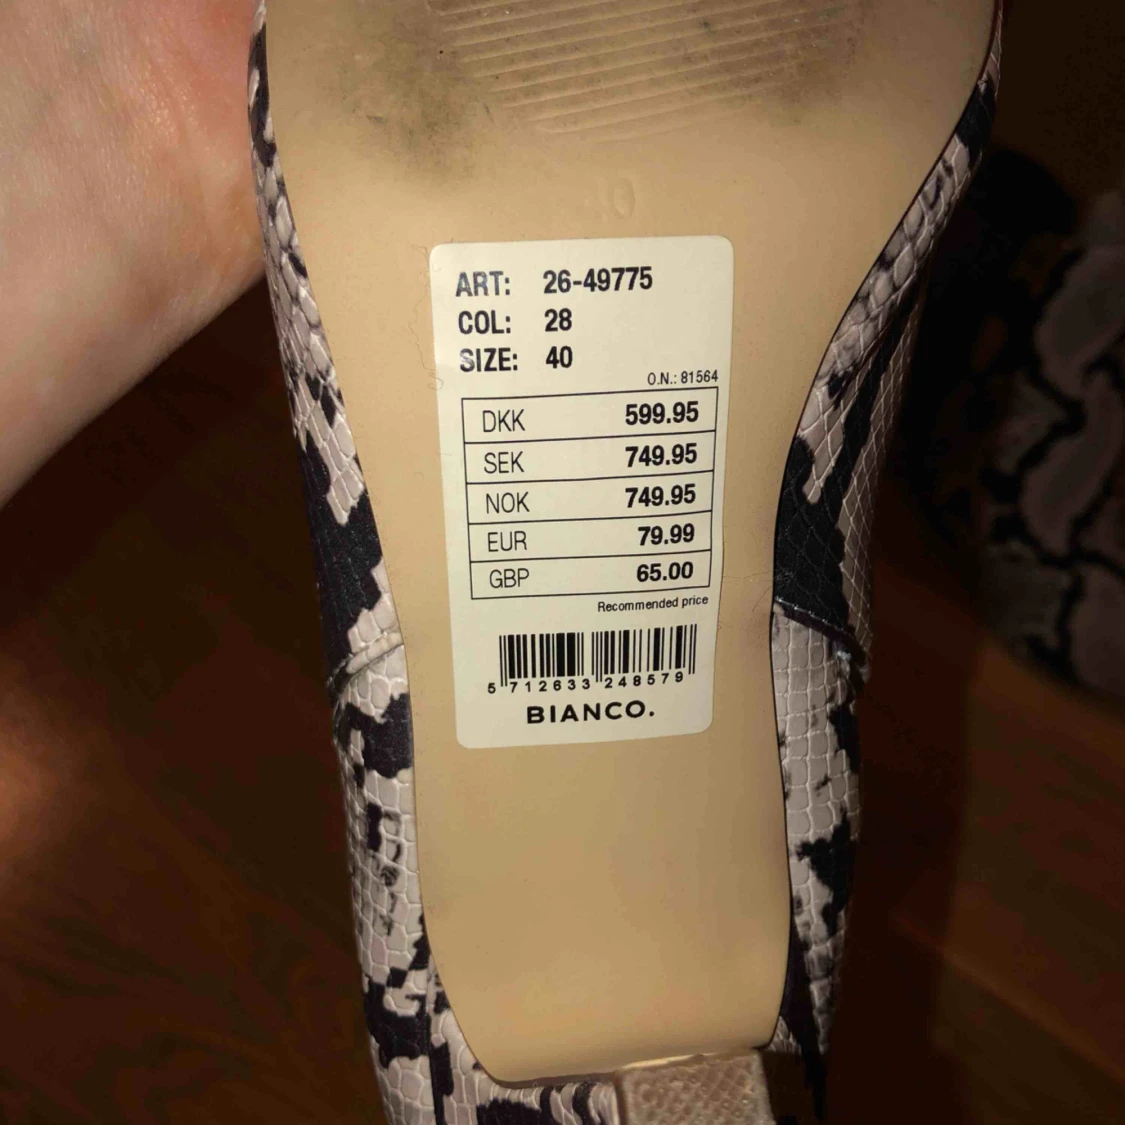 40
ART: 26-49775
COL: 28
SIZE: 40
O.N.: 81564
DKK 599.95
SEK 749.95
NOK 749.95
EUR 79.99
GBP 65.00
Recommended price
5 712633 248579
BIANCO.